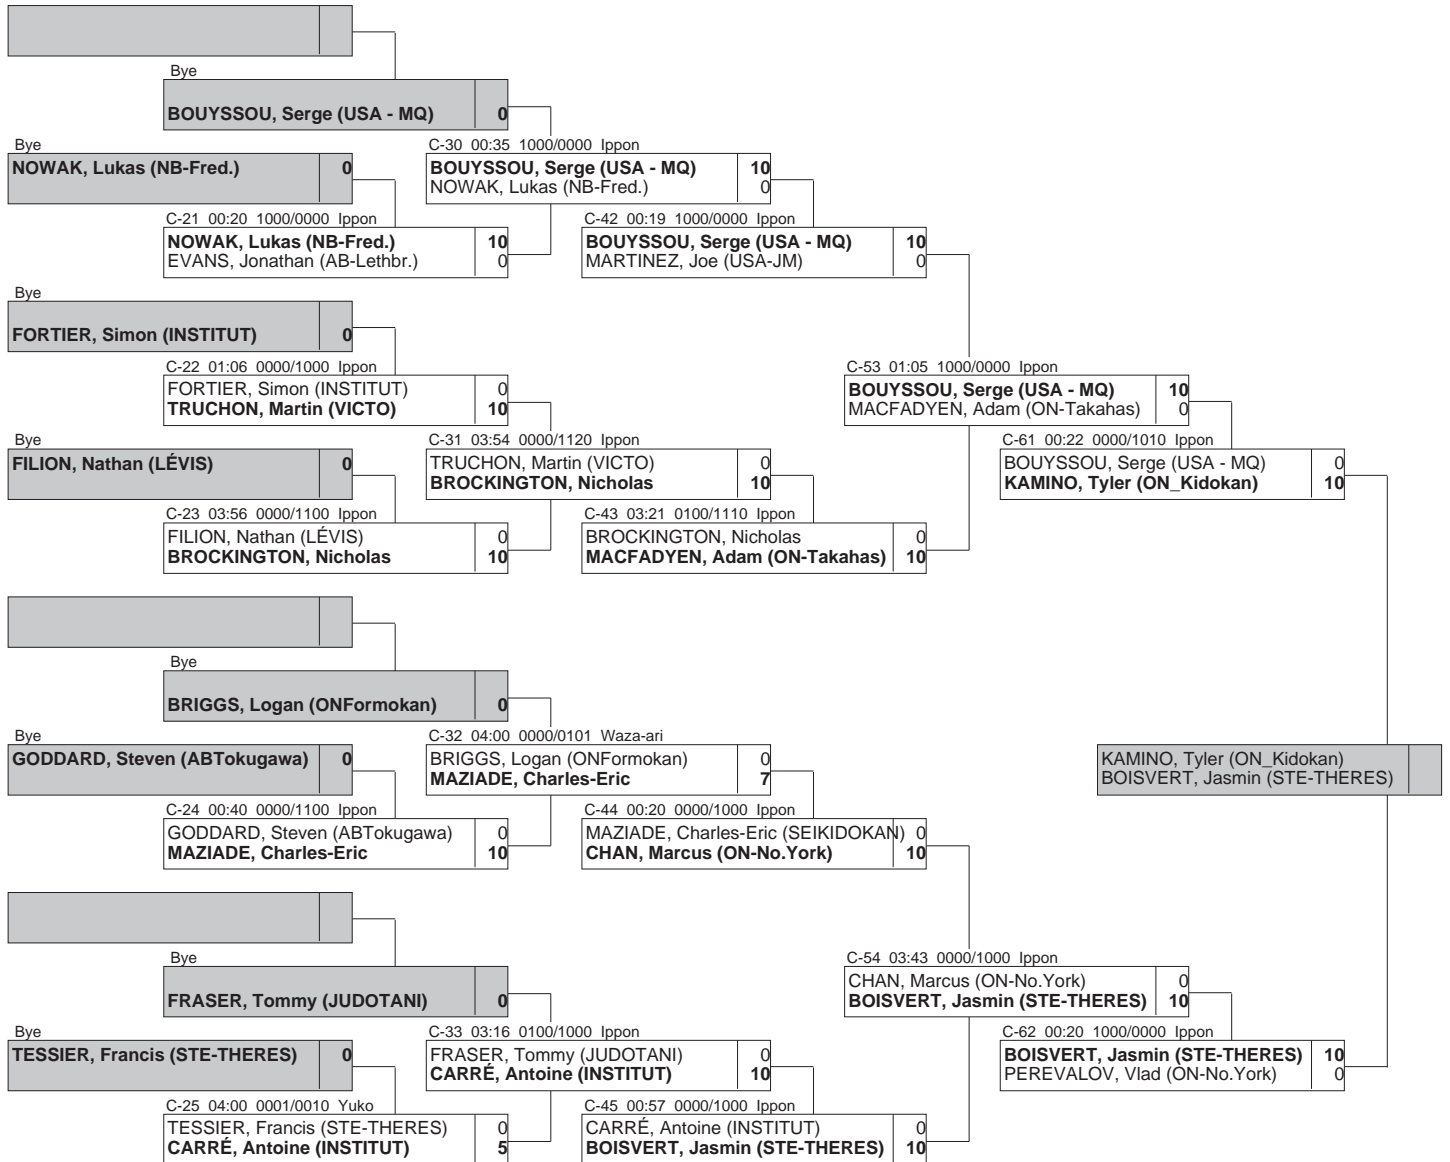 Bye
BOUYSSOU, Serge (USA - MQ) 0
Bye
NOWAK, Lukas (NB-Fred.) 0
C-30 00:35 1000/0000 Ippon
BOUYSSOU, Serge (USA - MQ) 10
NOWAK, Lukas (NB-Fred.) 0
C-21 00:20 1000/0000 Ippon
NOWAK, Lukas (NB-Fred.) 10
EVANS, Jonathan (AB-Lethbr.) 0
C-42 00:19 1000/0000 Ippon
BOUYSSOU, Serge (USA - MQ) 10
MARTINEZ, Joe (USA-JM) 0
Bye
FORTIER, Simon (INSTITUT) 0
C-22 01:06 0000/1000 Ippon
FORTIER, Simon (INSTITUT) 0
TRUCHON, Martin (VICTO) 10
C-53 01:05 1000/0000 Ippon
BOUYSSOU, Serge (USA - MQ) 10
MACFADYEN, Adam (ON-Takahas) 0
Bye
FILION, Nathan (LÉVIS) 0
C-31 03:54 0000/1120 Ippon
TRUCHON, Martin (VICTO) 0
BROCKINGTON, Nicholas 10
C-61 00:22 0000/1010 Ippon
BOUYSSOU, Serge (USA - MQ) 0
KAMINO, Tyler (ON_Kidokan) 10
C-23 03:56 0000/1100 Ippon
FILION, Nathan (LÉVIS) 0
BROCKINGTON, Nicholas 10
C-43 03:21 0100/1110 Ippon
BROCKINGTON, Nicholas 0
MACFADYEN, Adam (ON-Takahas) 10
Bye
BRIGGS, Logan (ONFormokan) 0
Bye
GODDARD, Steven (ABTokugawa) 0
C-32 04:00 0000/0101 Waza-ari
BRIGGS, Logan (ONFormokan) 0
MAZIADE, Charles-Eric 7
KAMINO, Tyler (ON_Kidokan)
BOISVERT, Jasmin (STE-THERES)
C-24 00:40 0000/1100 Ippon
GODDARD, Steven (ABTokugawa) 0
MAZIADE, Charles-Eric 10
C-44 00:20 0000/1000 Ippon
MAZIADE, Charles-Eric (SEIKIDOKAN) 0
CHAN, Marcus (ON-No.York) 10
Bye
FRASER, Tommy (JUDOTANI) 0
C-54 03:43 0000/1000 Ippon
CHAN, Marcus (ON-No.York) 0
BOISVERT, Jasmin (STE-THERES) 10
Bye
TESSIER, Francis (STE-THERES) 0
C-33 03:16 0100/1000 Ippon
FRASER, Tommy (JUDOTANI) 0
CARRÉ, Antoine (INSTITUT) 10
C-62 00:20 1000/0000 Ippon
BOISVERT, Jasmin (STE-THERES) 10
PEREVALOV, Vlad (ON-No.York) 0
C-25 04:00 0001/0010 Yuko
TESSIER, Francis (STE-THERES) 0
CARRÉ, Antoine (INSTITUT) 5
C-45 00:57 0000/1000 Ippon
CARRÉ, Antoine (INSTITUT) 0
BOISVERT, Jasmin (STE-THERES) 10